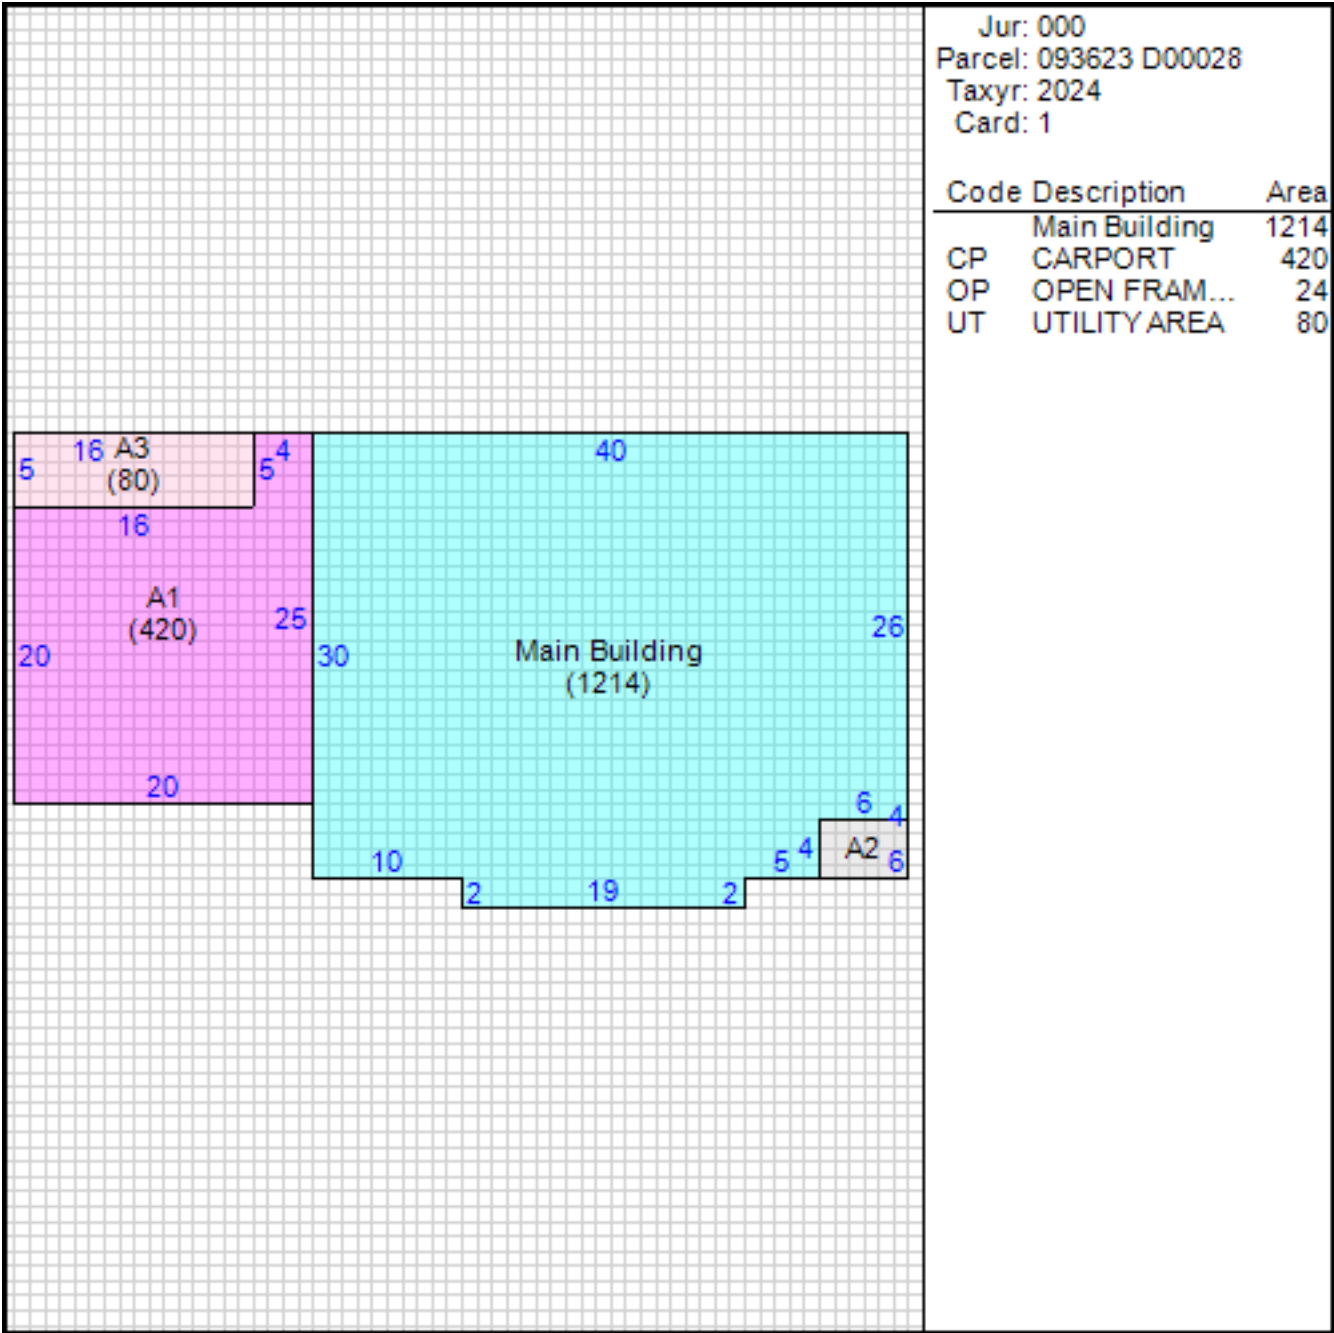 Jur: 000
Parcel: 093623 D00028
Taxyr: 2024
Card: 1
Code Description Area
Main Building 1214
CP CARPORT 420
OP OPEN FRAM... 24
UT UTILITY AREA 80
16 A3 4 40
5 (80) 5
16
A1
(420) 25 26
20 30 Main Building
(1214)
20 6 4
10 5 4 A2 6
2 19 2